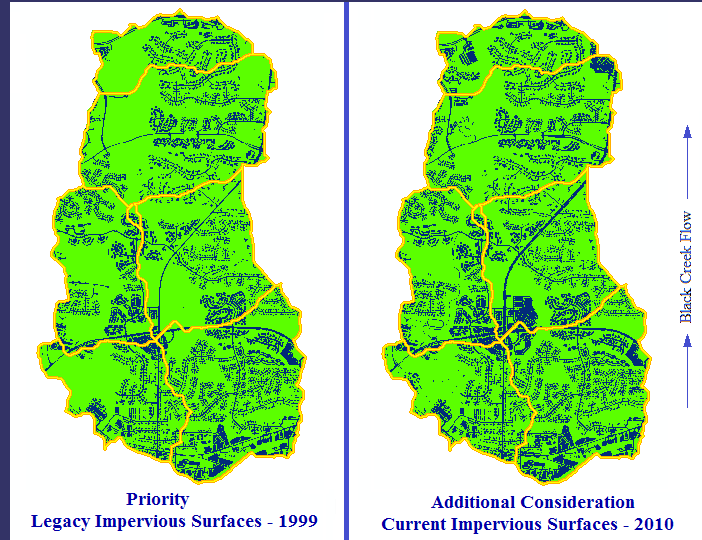 Priority
Legacy Impervious Surfaces - 1999
Additional Consideration
Current Impervious Surfaces - 2010
Black Creek Flow